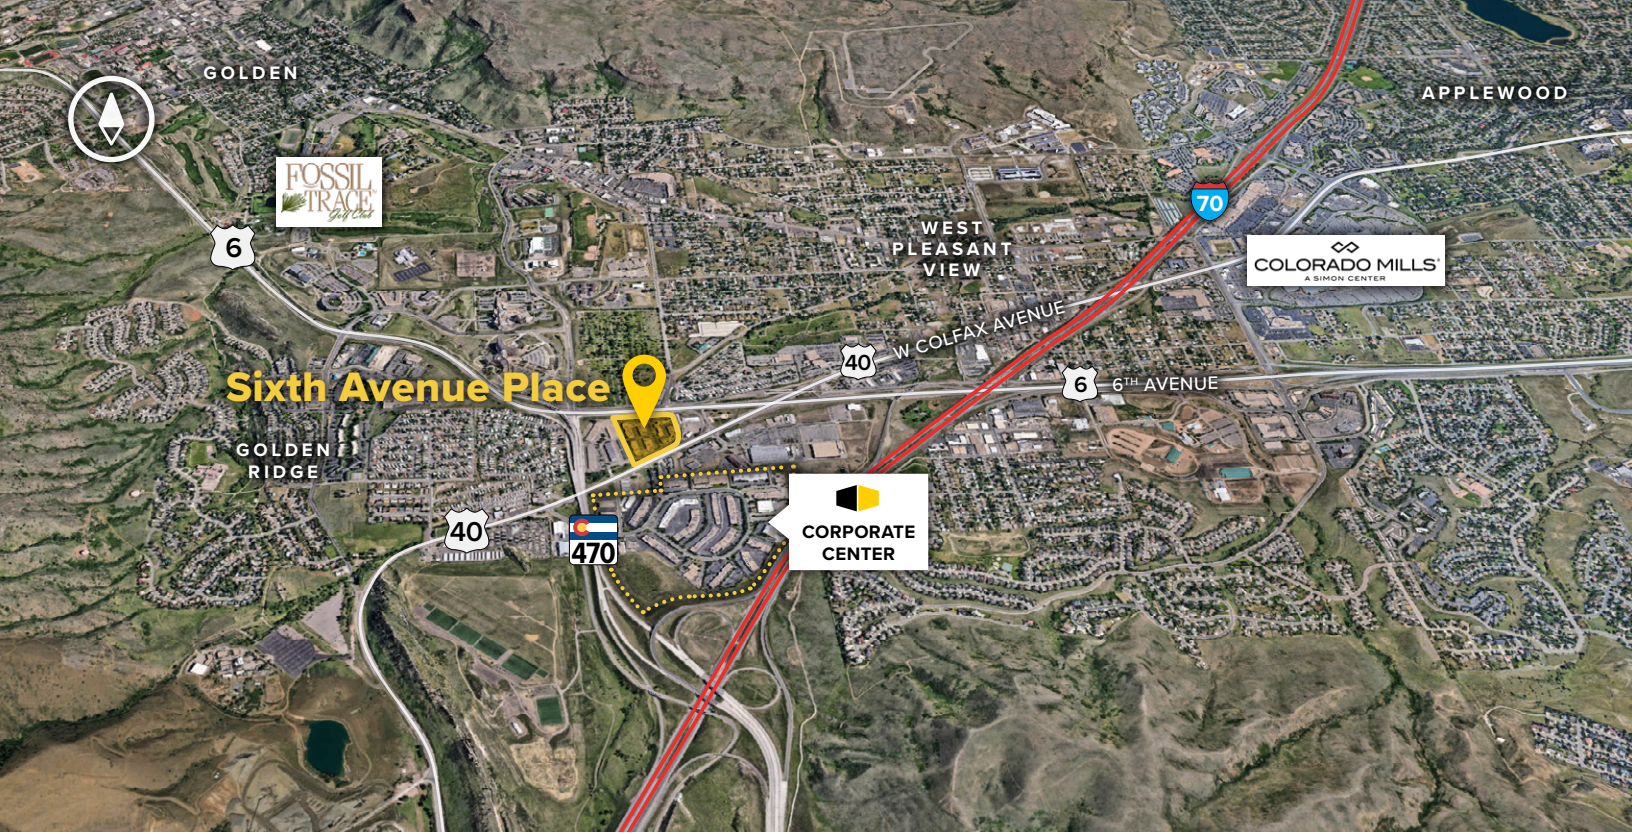 GOLDEN
APPLEWOOD
FOSSIL
TRACE
Golf Club
6
70
WEST
PLEASANT
VIEW
COLORADO MILLS®
A SIMON CENTER
W COLFAX AVENUE
40
6
6TH AVENUE
Sixth Avenue Place
GOLDEN
RIDGE
40
470
CORPORATE
CENTER